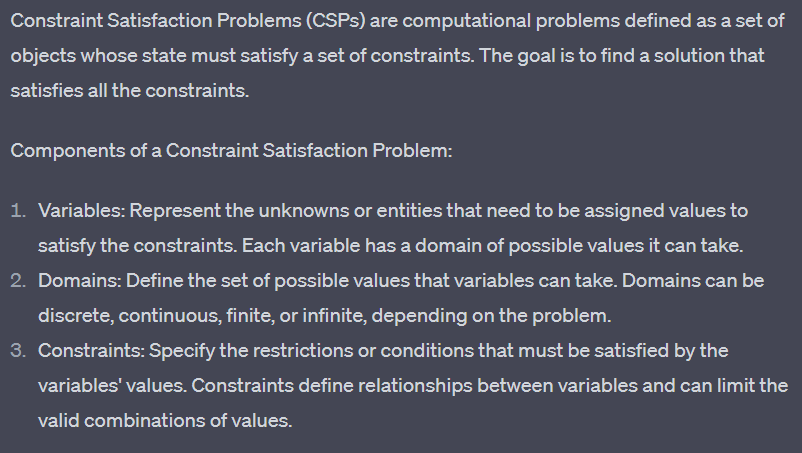 Constraint Satisfaction Problems (CSPs) are computational problems defined as a set of
objects whose state must satisfy a set of constraints. The goal is to find a solution that
satisfies all the constraints.
Components of a Constraint Satisfaction Problem:
1. Variables: Represent the unknowns or entities that need to be assigned values to
satisfy the constraints. Each variable has a domain of possible values it can take.
2. Domains: Define the set of possible values that variables can take. Domains can be
discrete, continuous, finite, or infinite, depending on the problem.
3. Constraints: Specify the restrictions or conditions that must be satisfied by the
variables' values. Constraints define relationships between variables and can limit the
valid combinations of values.